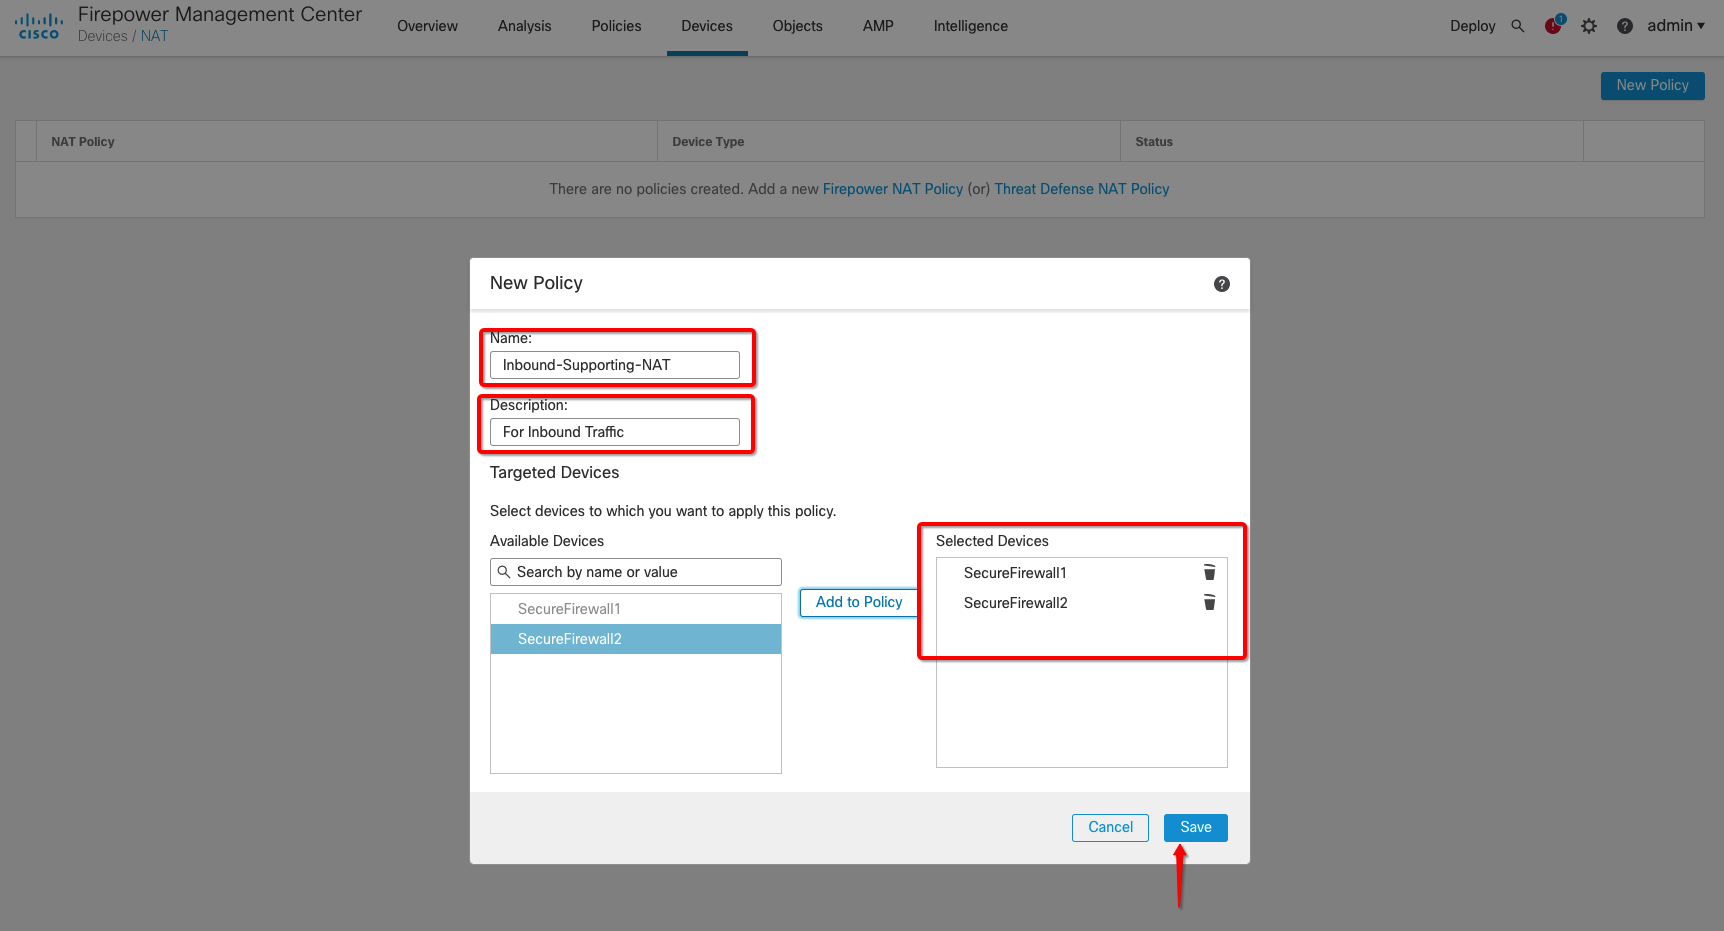 cisco
Firepower Management Center
Devices / NAT
Overview
Analysis
Policies
Devices
Objects
AMP
Intelligence
Deploy
1
admin
New Policy
NAT Policy
Device Type
Status
There are no policies created. Add a new Firepower NAT Policy (or) Threat Defense NAT Policy
New Policy
?
Name:
Inbound-Supporting-NAT
Description:
For Inbound Traffic
Targeted Devices
Select devices to which you want to apply this policy.
Available Devices
Search by name or value
SecureFirewall1
SecureFirewall2
Add to Policy
Selected Devices
SecureFirewall1
SecureFirewall2
Cancel
Save